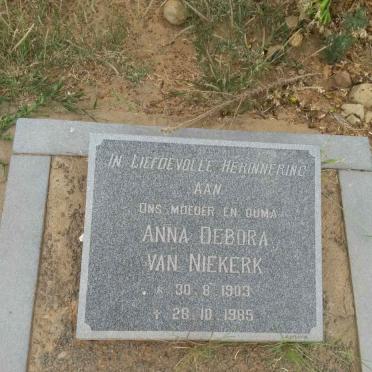 IN LIEFDEVOLLE HERINNERING
AAN
ONS MOEDER EN OUMA
ANNA DEBORA
VAN NIEKERK
* 30 · 8 · 1903
† 28 · 10 · 1985